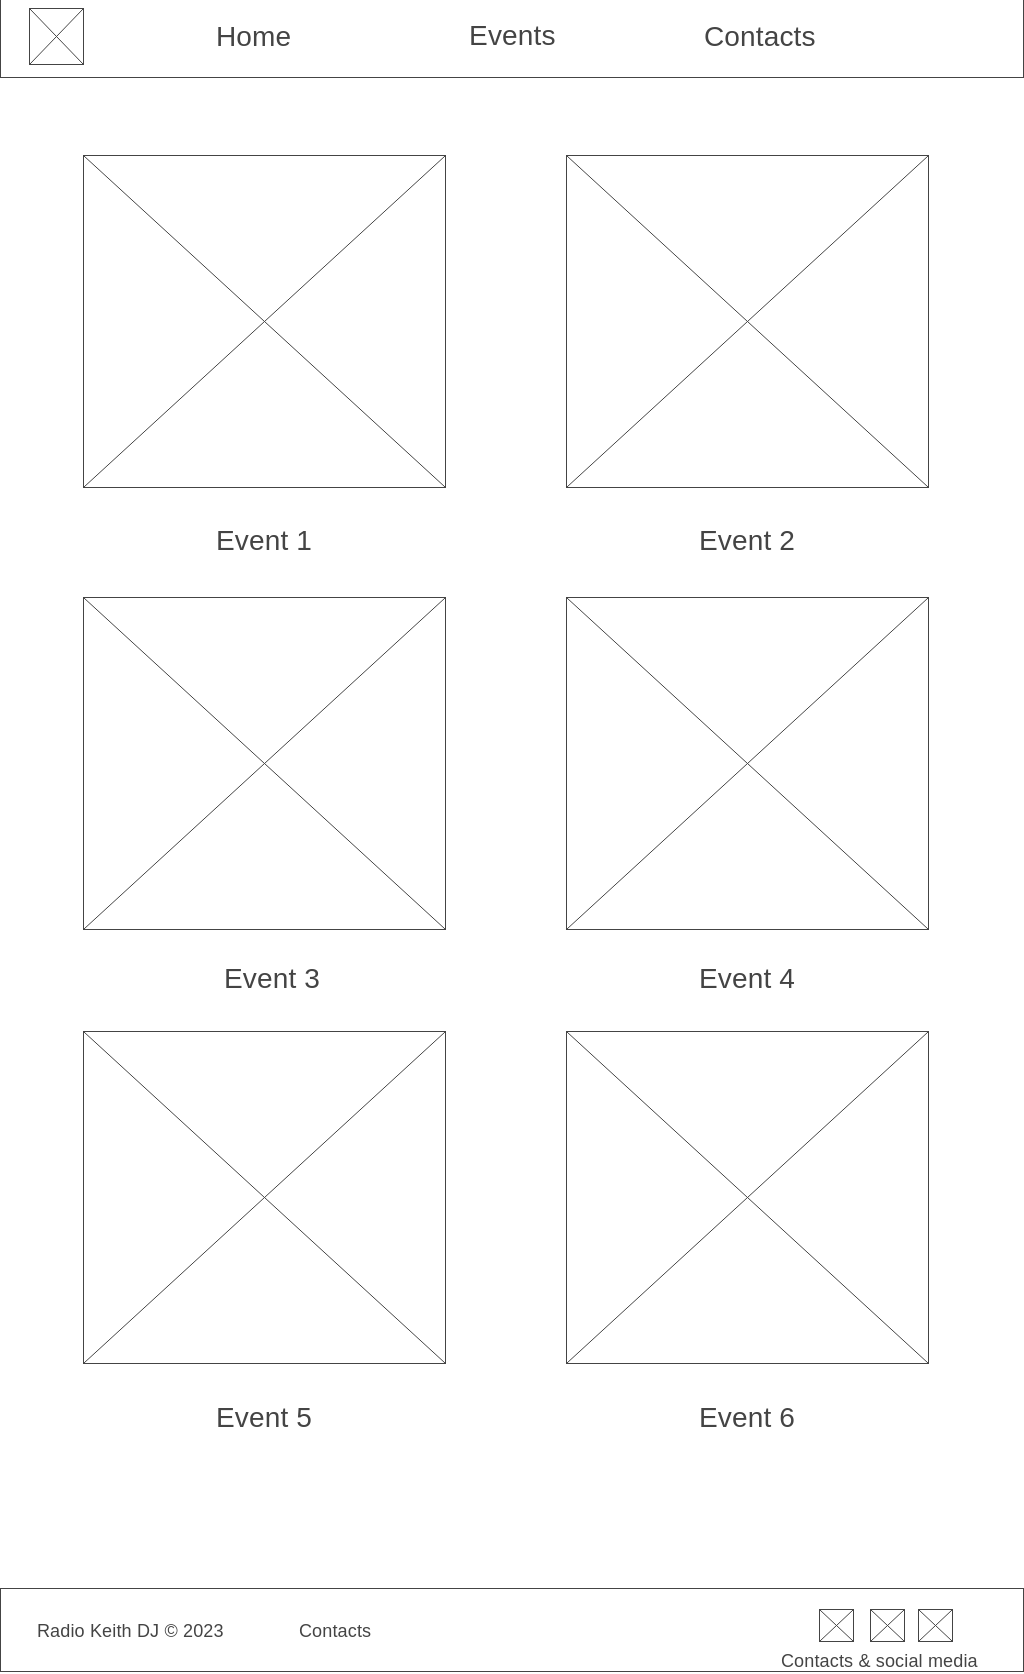 Home
Events
Contacts
Event 1
Event 2
Event 3
Event 4
Event 5
Event 6
Radio Keith DJ © 2023
Contacts
Contacts & social media